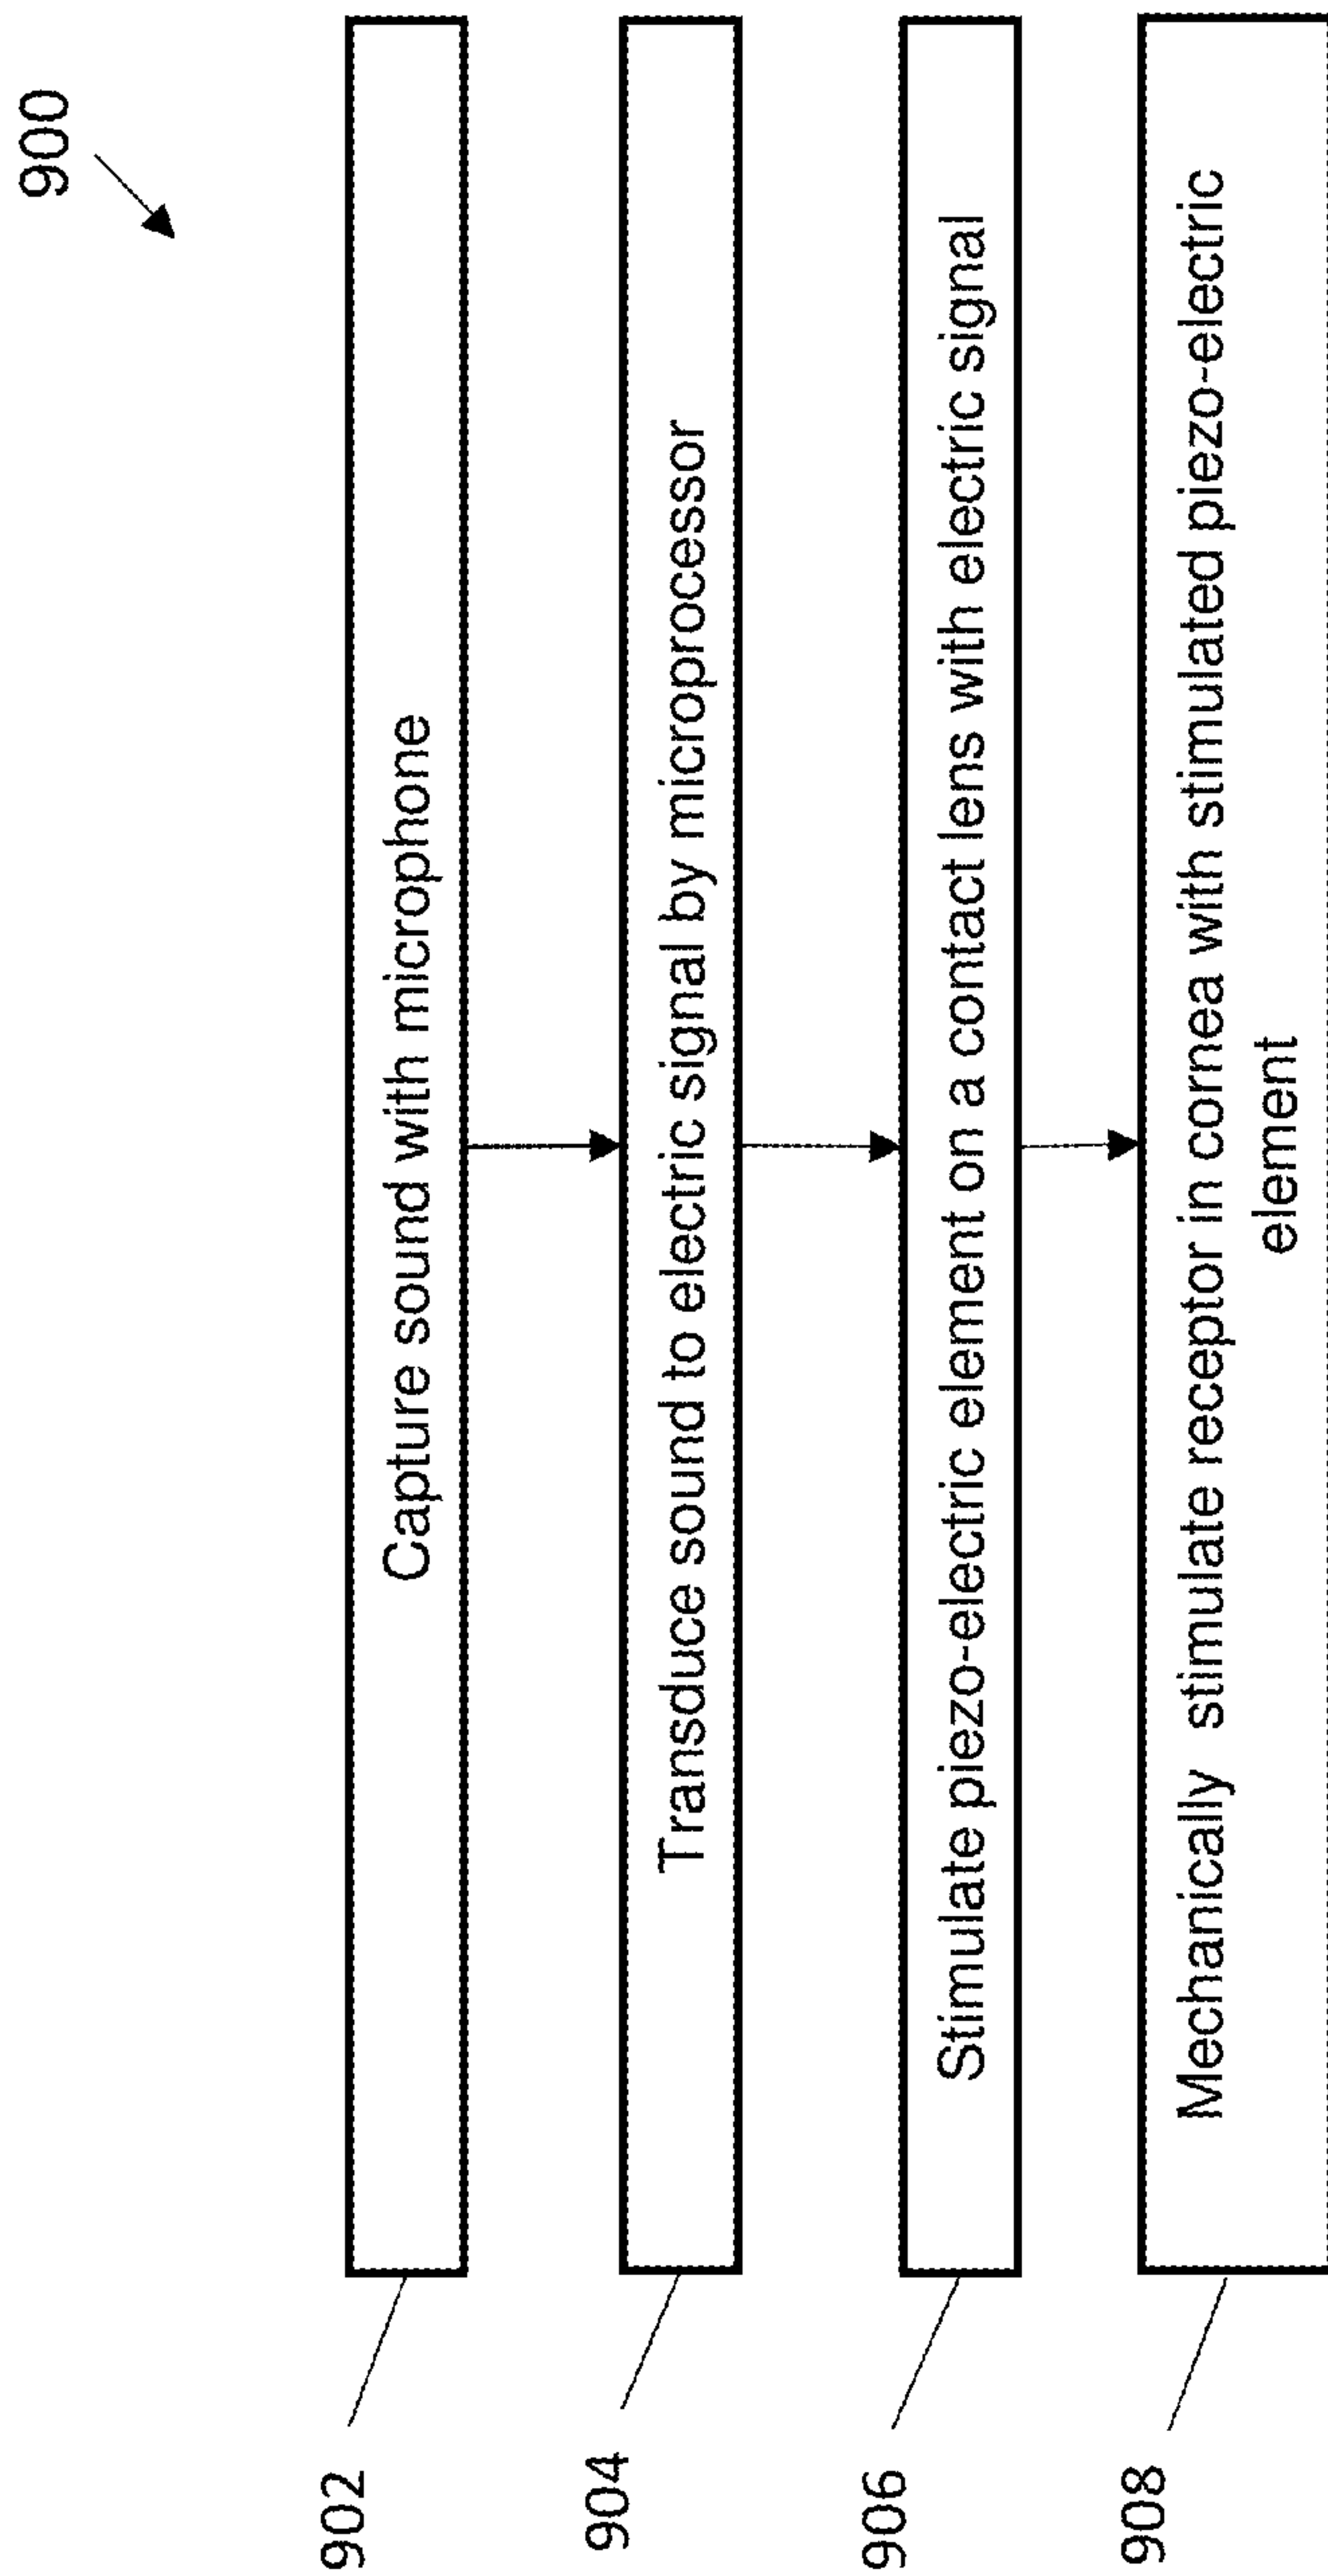 900
902
Capture sound with microphone
904
Transduce sound to electric signal by microprocessor
906
Stimulate piezo-electric element on a contact lens with electric signal
908
Mechanically stimulate receptor in cornea with stimulated piezo-electric
element